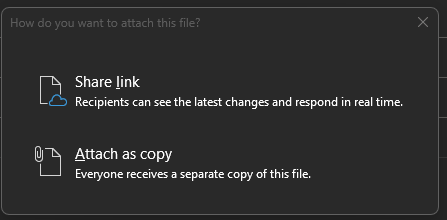 How do you want to attach this file?
Share link
Recipients can see the latest changes and respond in real time.
Attach as copy
Everyone receives a separate copy of this file.